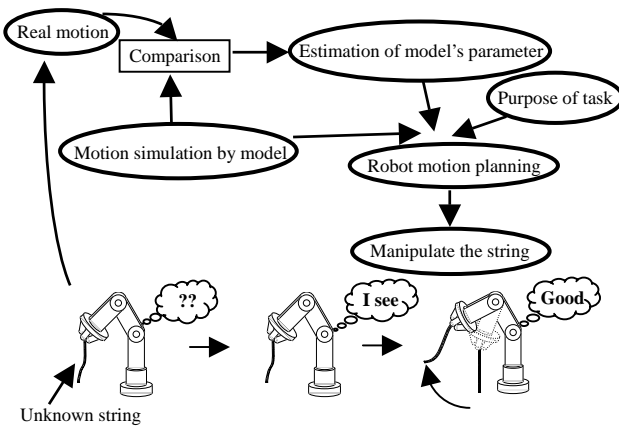 Real motion
Comparison
Estimation of model's parameter
Purpose of task
Motion simulation by model
Robot motion planning
Manipulate the string
??
I see
Good
Unknown string